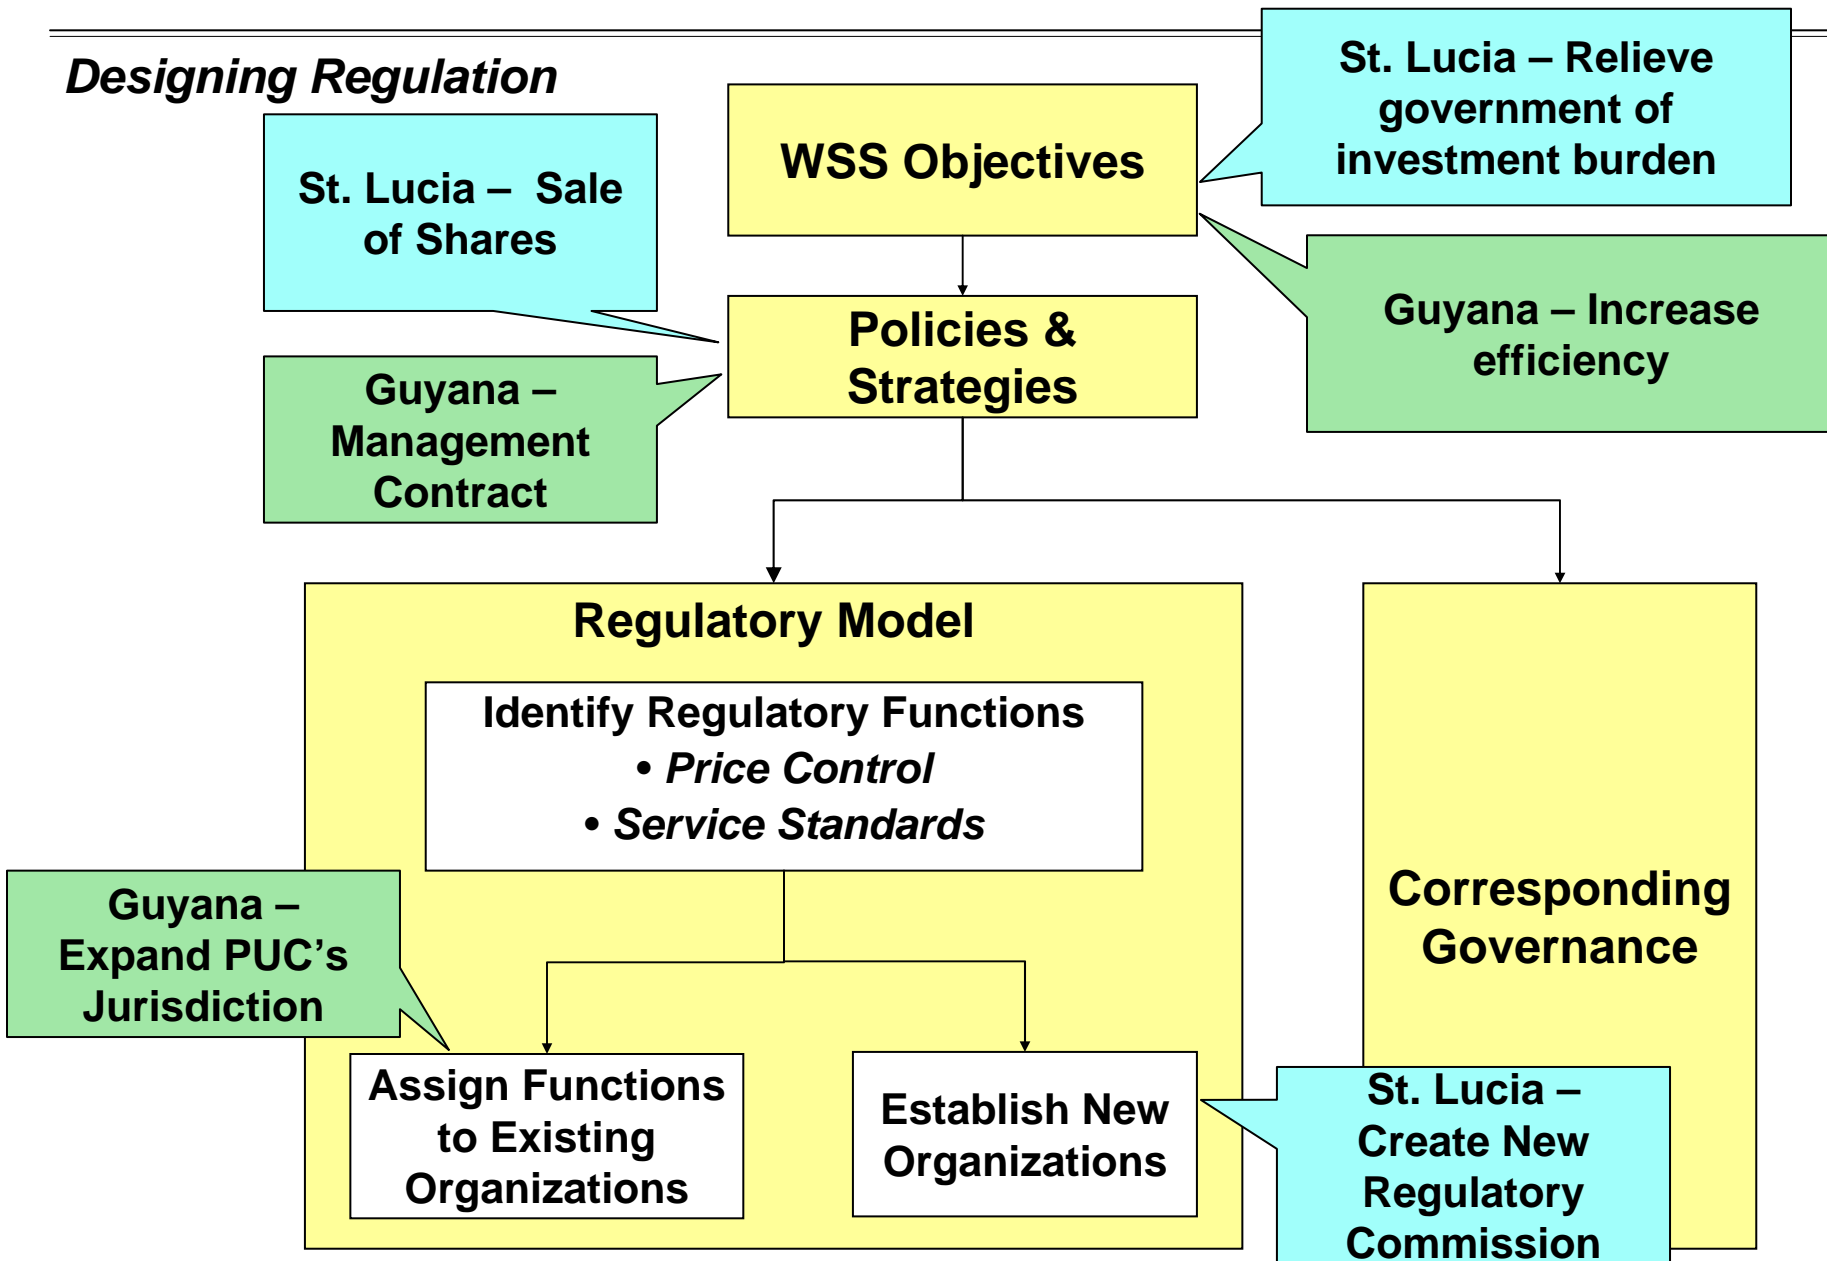 Designing Regulation
WSS Objectives
St. Lucia – Relieve
government of
investment burden
St. Lucia –  Sale
of Shares
Guyana – Increase
efficiency
Policies &
Strategies
Guyana –
Management
Contract
Regulatory Model
Identify Regulatory Functions
• Price Control
• Service Standards
Guyana –
Expand PUC’s
Jurisdiction
Corresponding
Governance
Assign Functions
to Existing
Organizations
Establish New
Organizations
St. Lucia –
Create New
Regulatory
Commission